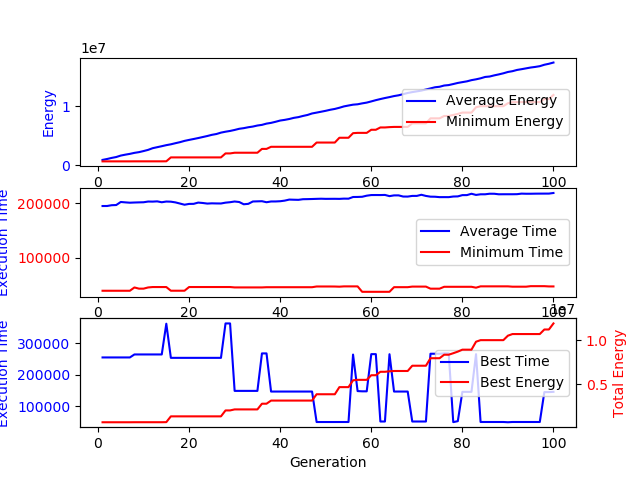 1e7
Energy
1
0
Average Energy
Minimum Energy
0 20 40 60 80 100
Execution Time
200000
100000
Average Time
Minimum Time
0 20 40 60 80 100
1e7
Execution Time
300000
200000
100000
Best Time
Best Energy
1.0
0.5
Total Energy
0 20 40 60 80 100
Generation